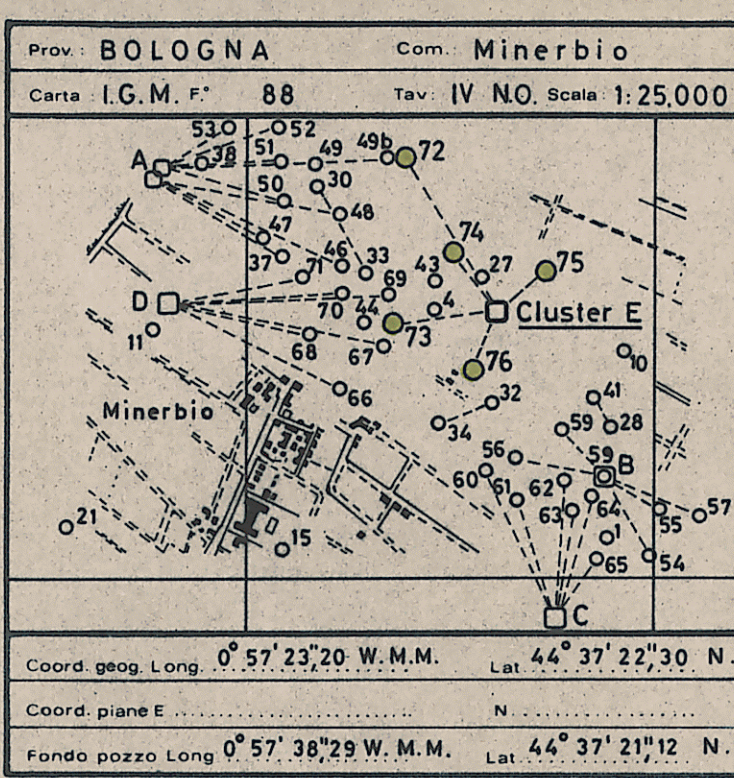 Prov.: BOLOGNA Com.: Minerbio
Carta I.G.M. F.° 88 Tav: IV N.O. Scala: 1:25,000
53 52
A 38 51 49 49b 72
30
50 48
47 74
37 46 33 43 27 75
71
D 70 69 4
44 73 Cluster E
11 68 67
10
66 76
Minerbio 32 41
34 59 28
56 59
60 B
61 62 64 57
63 55
21 15 1
65 54
C
Coord. geog. Long. 0° 57' 23",20 W. M.M. Lat 44° 37' 22",30 N.
Coord. piane E ........................... N................
Fondo pozzo Long 0° 57' 38",29 W. M.M. Lat 44° 37' 21",12 N.